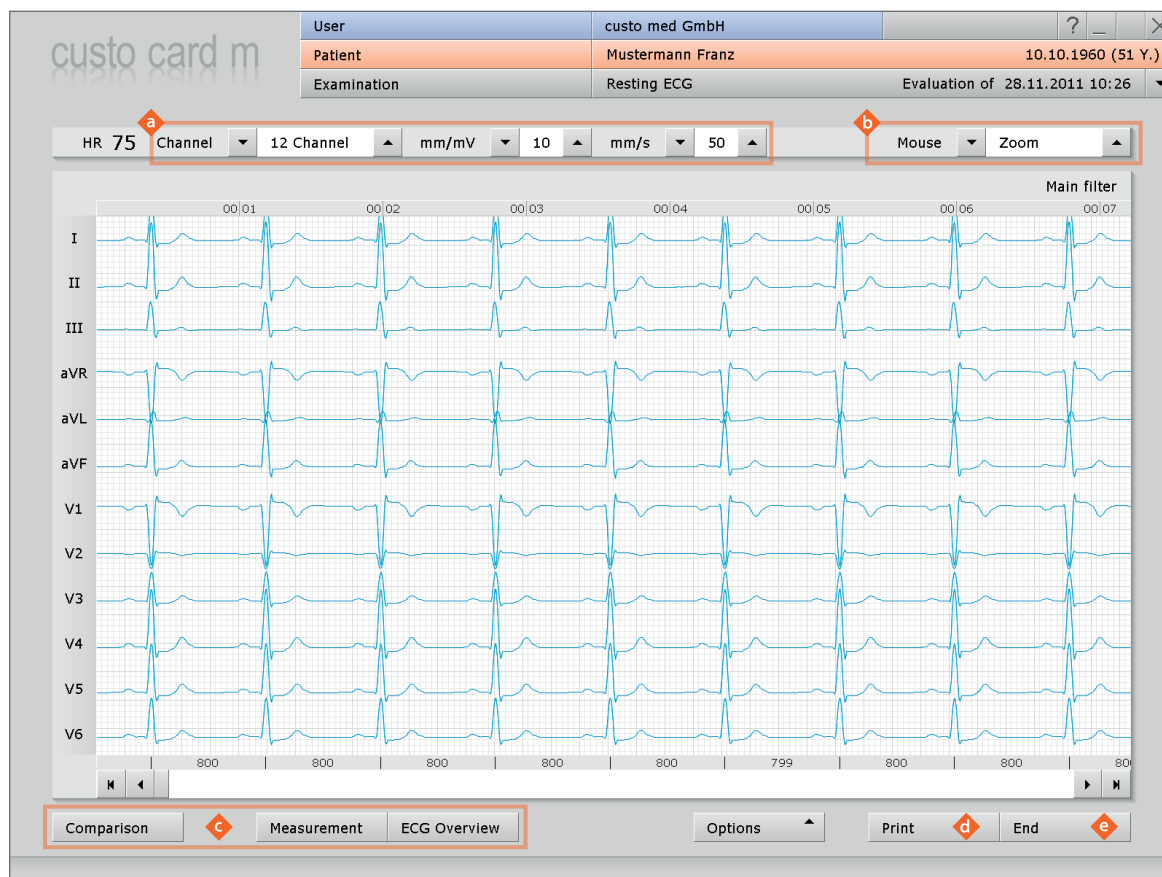 custo card m
User custo med GmbH ? _
Patient Mustermann Franz 10.10.1960 (51 Y.)
Examination Resting ECG Evaluation of 28.11.2011 10:26
a b
HR 75 Channel 12 Channel mm/mV 10 mm/s 50 Mouse Zoom
Main filter
00|01 00|02 00|03 00|04 00|05 00|06 00|07
I
II
III
aVR
aVL
aVF
V1
V2
V3
V4
V5
V6
800 800 800 800 800 799 800 800 80
Comparison c Measurement ECG Overview Options Print d End e